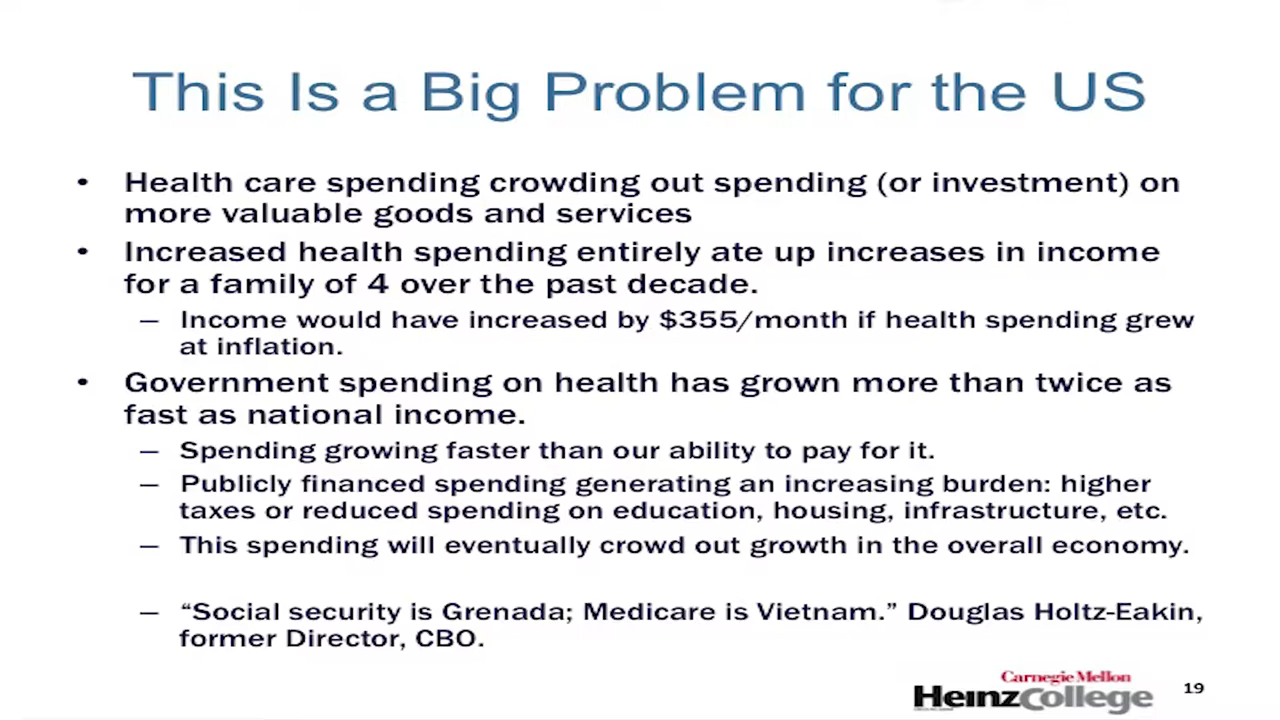 This Is a Big Problem for the US
• Health care spending crowding out spending (or investment) on
more valuable goods and services
• Increased health spending entirely ate up increases in income
for a family of 4 over the past decade.
– Income would have increased by $355/month if health spending grew
at inflation.
• Government spending on health has grown more than twice as
fast as national income.
– Spending growing faster than our ability to pay for it.
– Publicly financed spending generating an increasing burden: higher
taxes or reduced spending on education, housing, infrastructure, etc.
– This spending will eventually crowd out growth in the overall economy.
– “Social security is Grenada; Medicare is Vietnam.” Douglas Holtz-Eakin,
former Director, CBO.
Carnegie Mellon
HeinzCollege
19